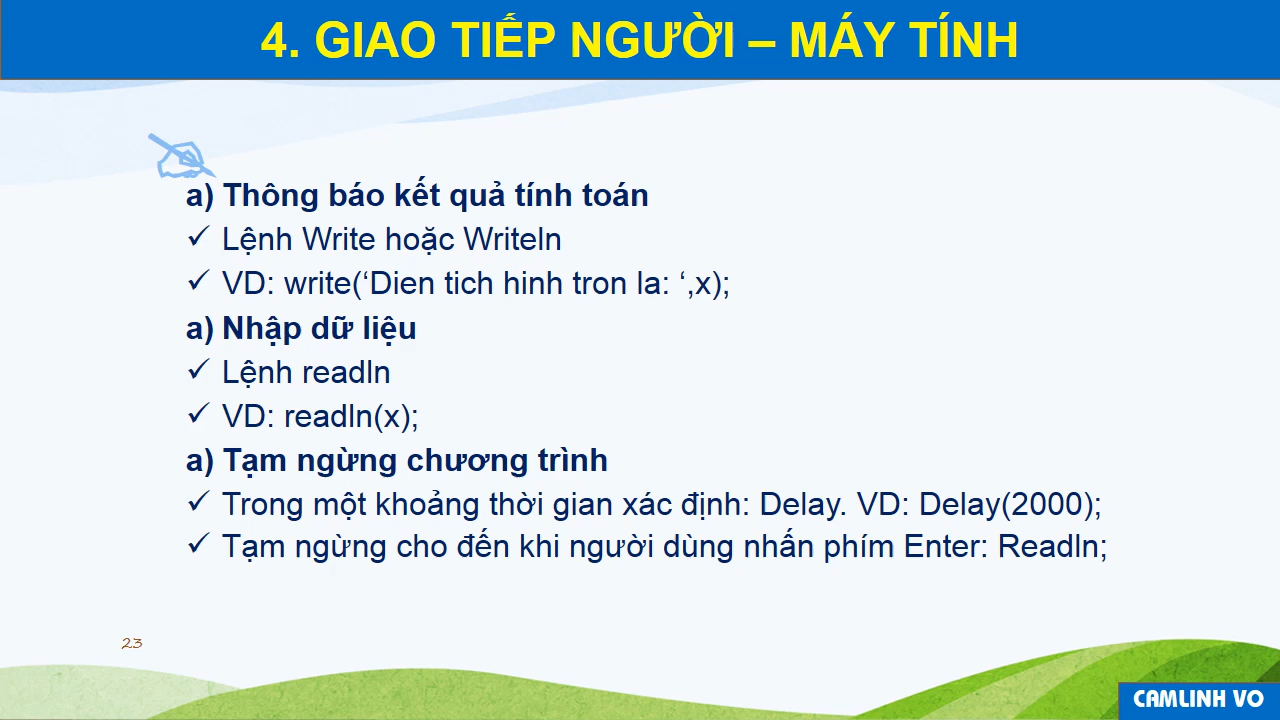 4. GIAO TIẾP NGƯỜI – MÁY TÍNH
a) Thông báo kết quả tính toán
✓ Lệnh Write hoặc Writeln
✓ VD: write(‘Dien tich hinh tron la: ‘,x);
a) Nhập dữ liệu
✓ Lệnh readln
✓ VD: readln(x);
a) Tạm ngừng chương trình
✓ Trong một khoảng thời gian xác định: Delay. VD: Delay(2000);
✓ Tạm ngừng cho đến khi người dùng nhấn phím Enter: Readln;
23
CAMLINH VO